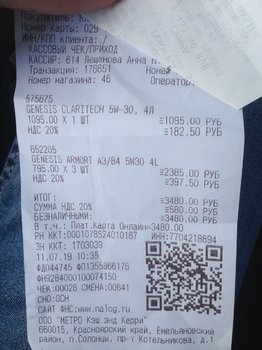 Покупатель:
Номер карты: 029
ИНН/КПП клиента: /
КАССОВЫЙ ЧЕК/ПРИХОД
КАССИР: 614 Лешанова Анна
Транзакция: 176651 Номер
Номер магазина: 46 Оператор:
575675
GENESIS CLARITECH 5W-30, 4Л
1095.00 X 1 ШТ =1095.00 РУБ
НДС 20% =182.50 РУБ
652205
GENESIS ARMORT A3/B4 5W30 4L
795.00 X 3 ШТ =2385.00 РУБ
НДС 20% =397.50 РУБ
ИТОГ: =3480.00 РУБ
СУММА НДС 20% =580.00 РУБ
БЕЗНАЛИЧНЫМИ: =3480.00 РУБ
В т.ч.: Плат.Карта Онлайн=3480.00
РН ККТ:0001078524010167 ИНН:7704218694
ЗН ККТ: 1703039
11.07.19 10:35
ФД044745 ФП1365866176
ФН9284000100074150
ЧЕК:00026 СМЕНА:00641
СНО:ОСН
САЙТ ФНС:www.nalog.ru
ООО "МЕТРО Кэш энд Керри"
660015, Красноярский край, Емельяновский
район, п.Солонцы, пр-т Котельникова, д.1